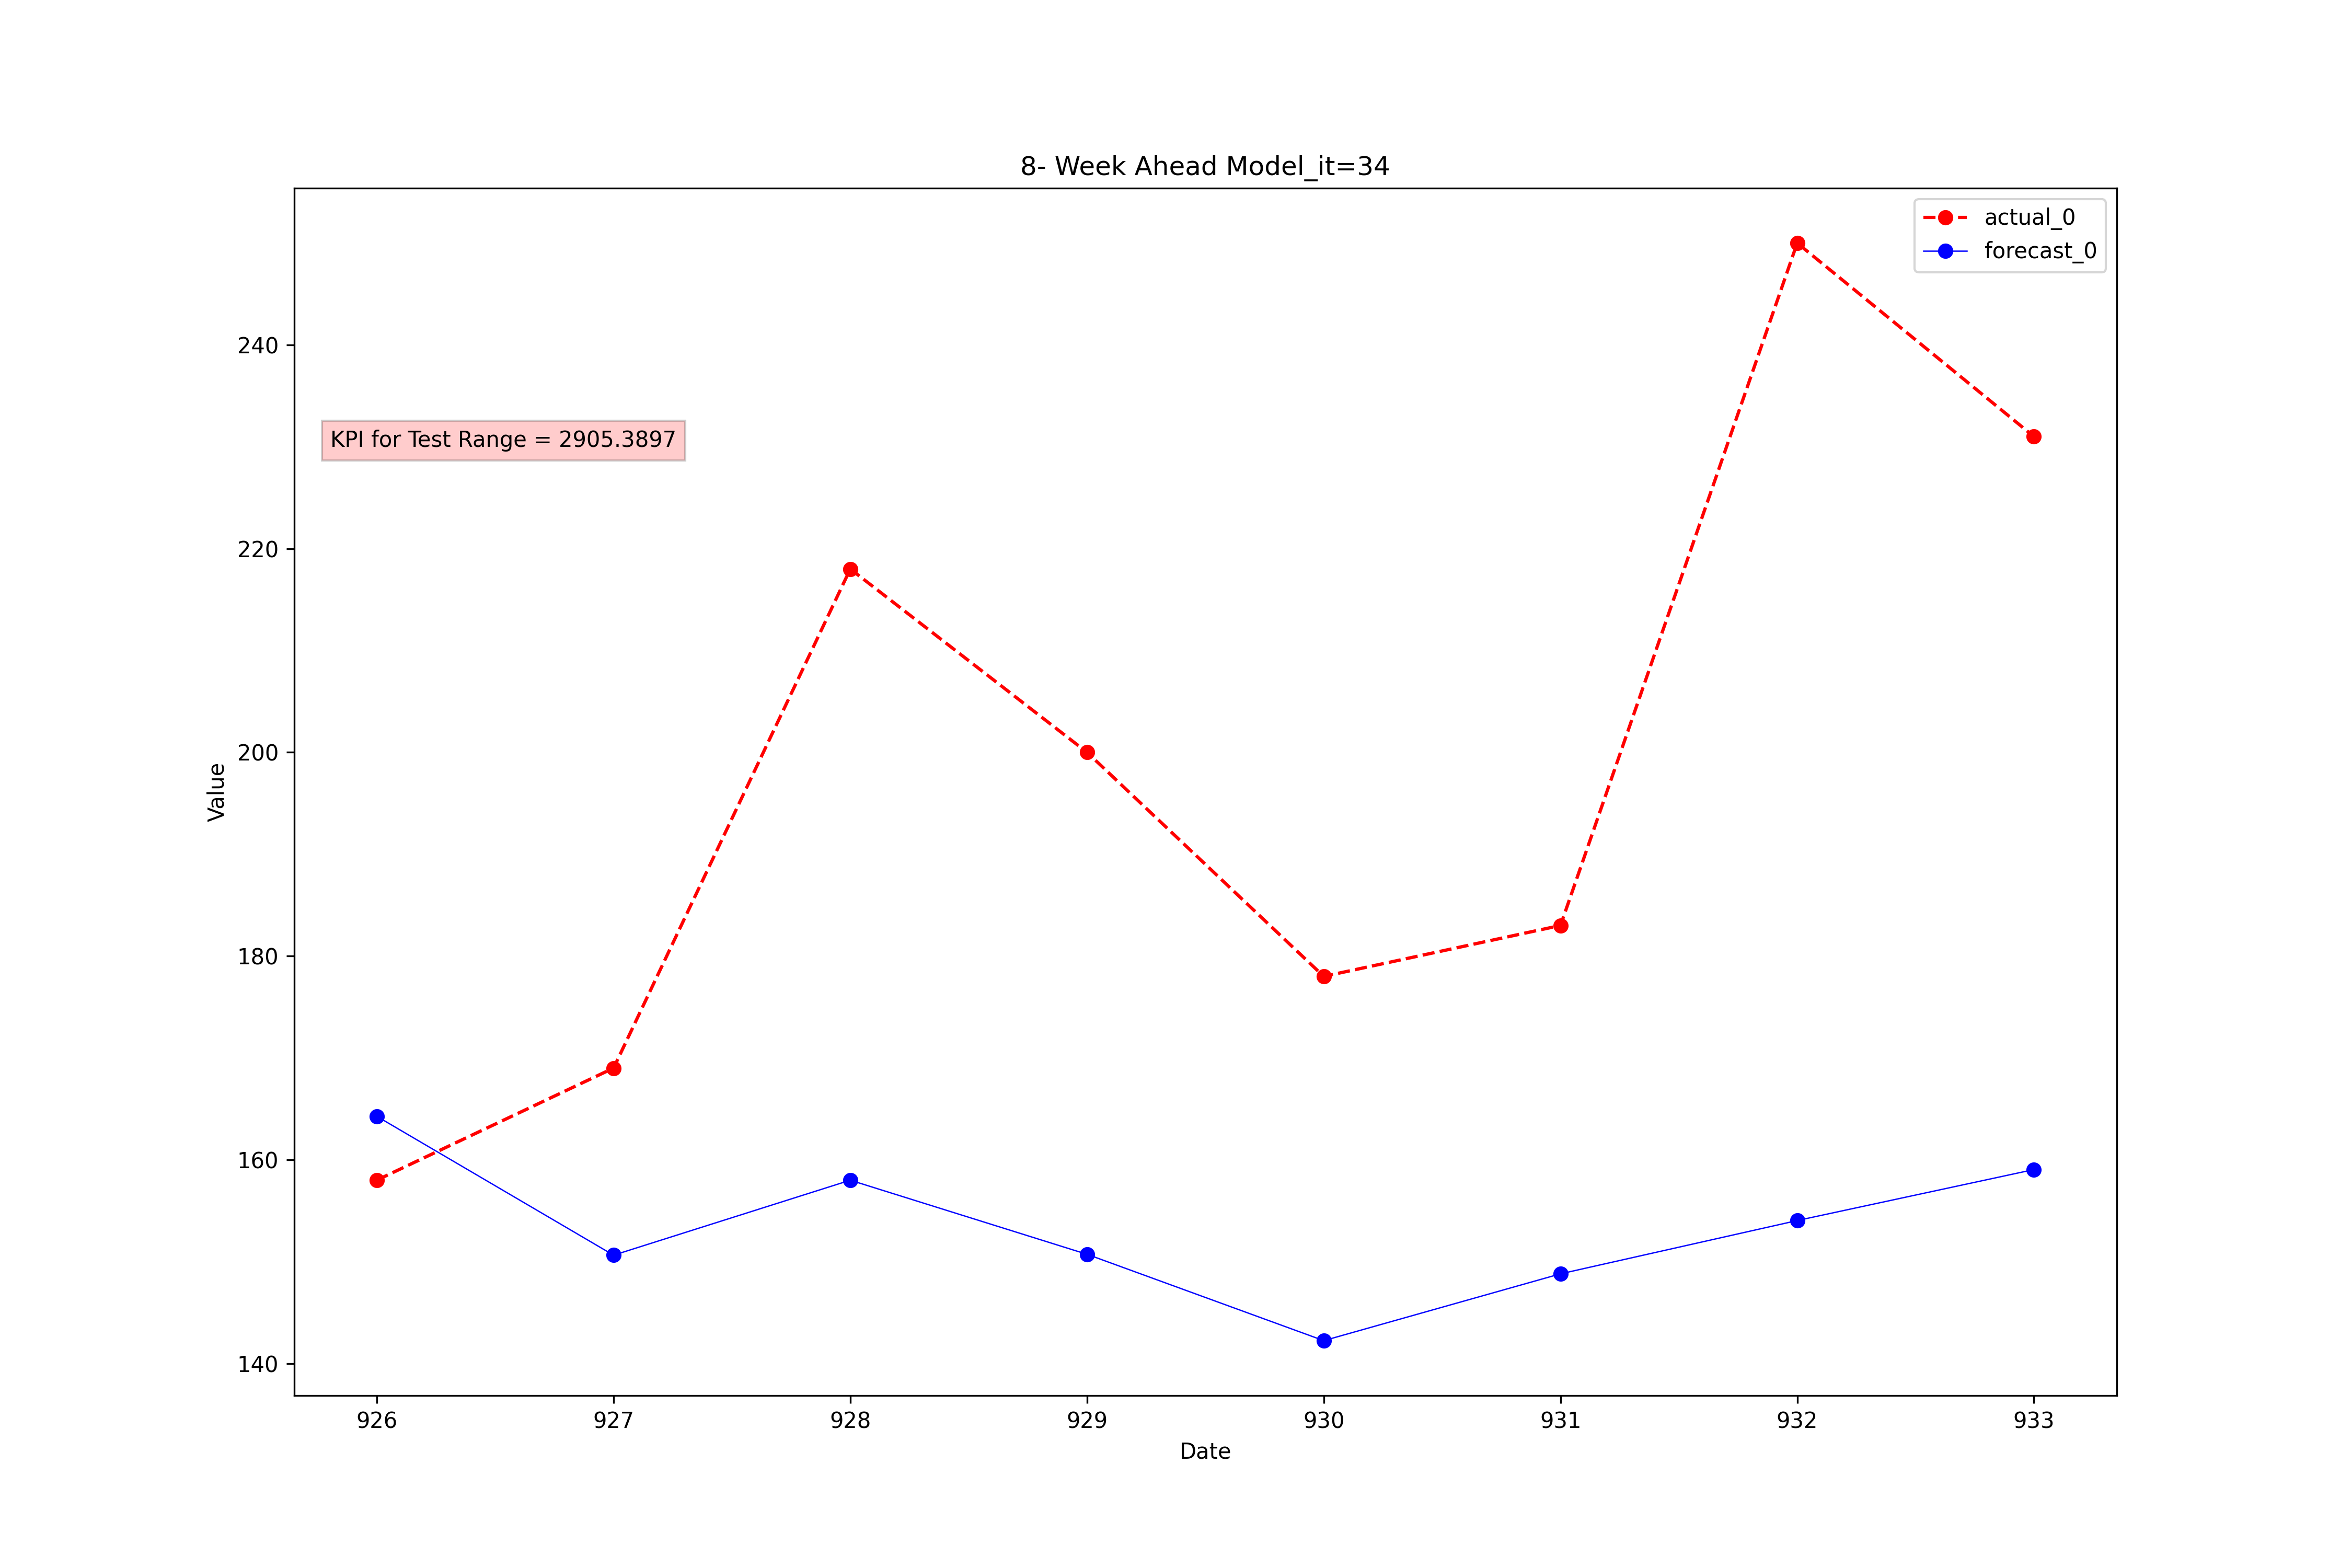 8- Week Ahead Model_it=34
actual_0
forecast_0
KPI for Test Range = 2905.3897
Value
240
220
200
180
160
140
926 927 928 929 930 931 932 933
Date